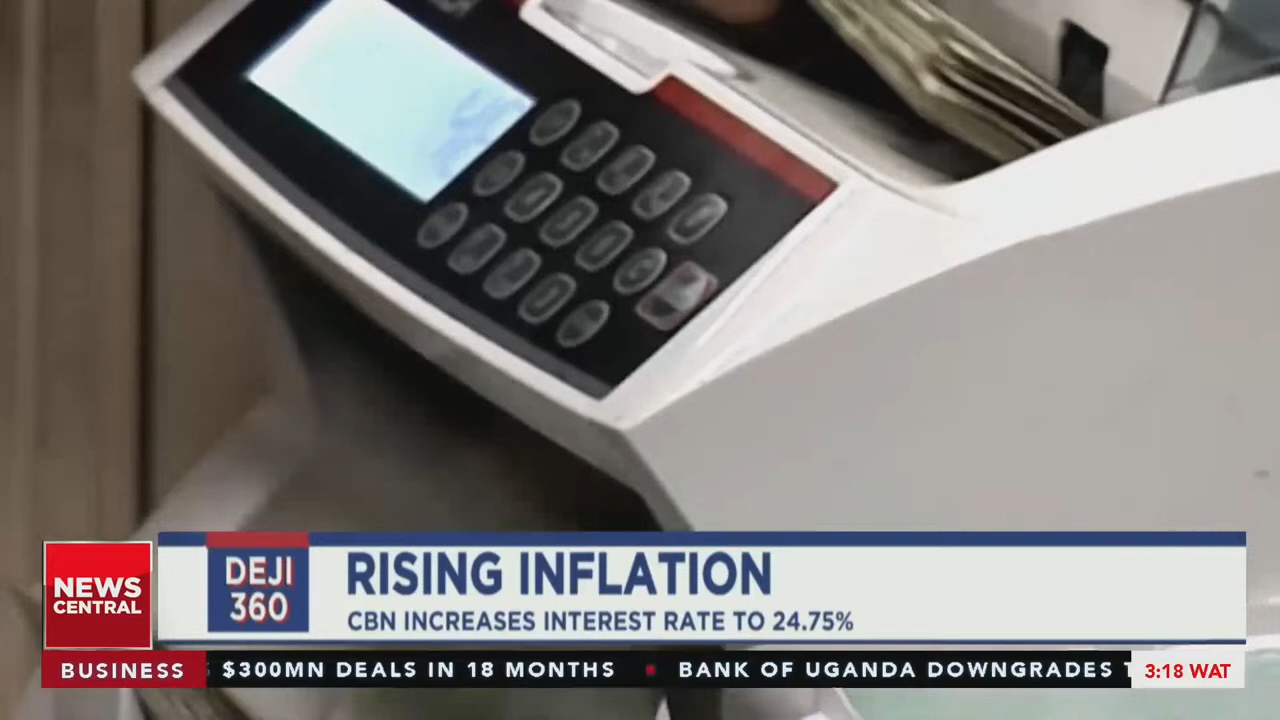 DEJI
360
RISING INFLATION
CBN INCREASES INTEREST RATE TO 24.75%
NEWS
CENTRAL
BUSINESS
$300MN DEALS IN 18 MONTHS ▪ BANK OF UGANDA DOWNGRADES
3:18 WAT